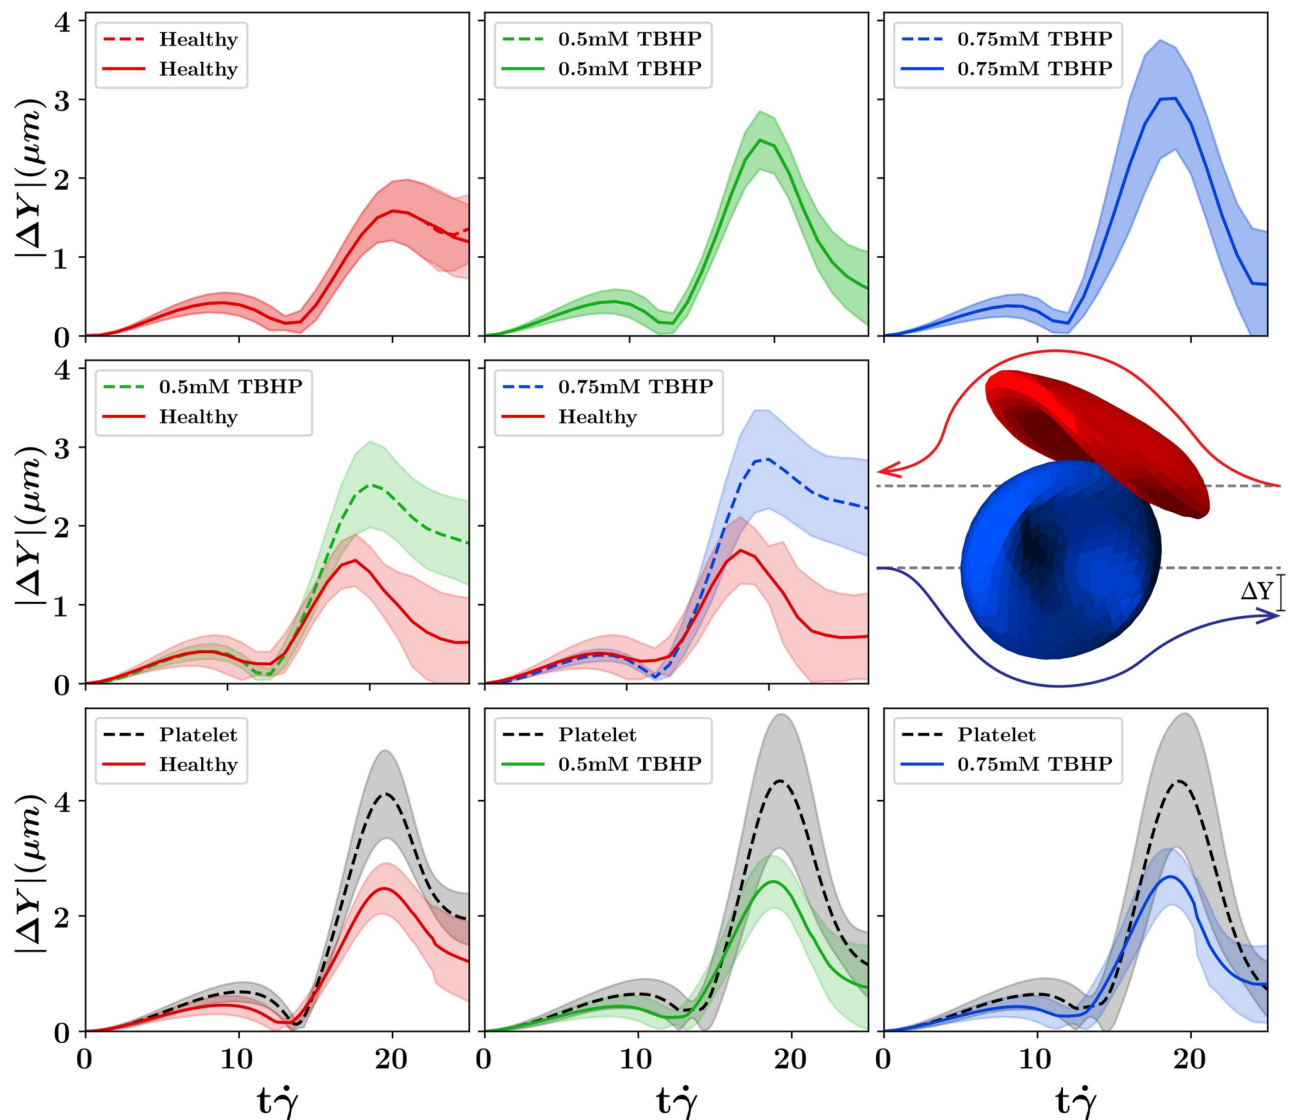 4
3
2
1
0
|ΔY|(μm)
Healthy
Healthy
0.5mM TBHP
0.5mM TBHP
0.75mM TBHP
0.75mM TBHP
4
3
2
1
0
|ΔY|(μm)
0.5mM TBHP
Healthy
0.75mM TBHP
Healthy
ΔY
4
2
0
|ΔY|(μm)
Platelet
Healthy
Platelet
0.5mM TBHP
Platelet
0.75mM TBHP
0 10 20 0 10 20 0 10 20
tγ̇ tγ̇ tγ̇